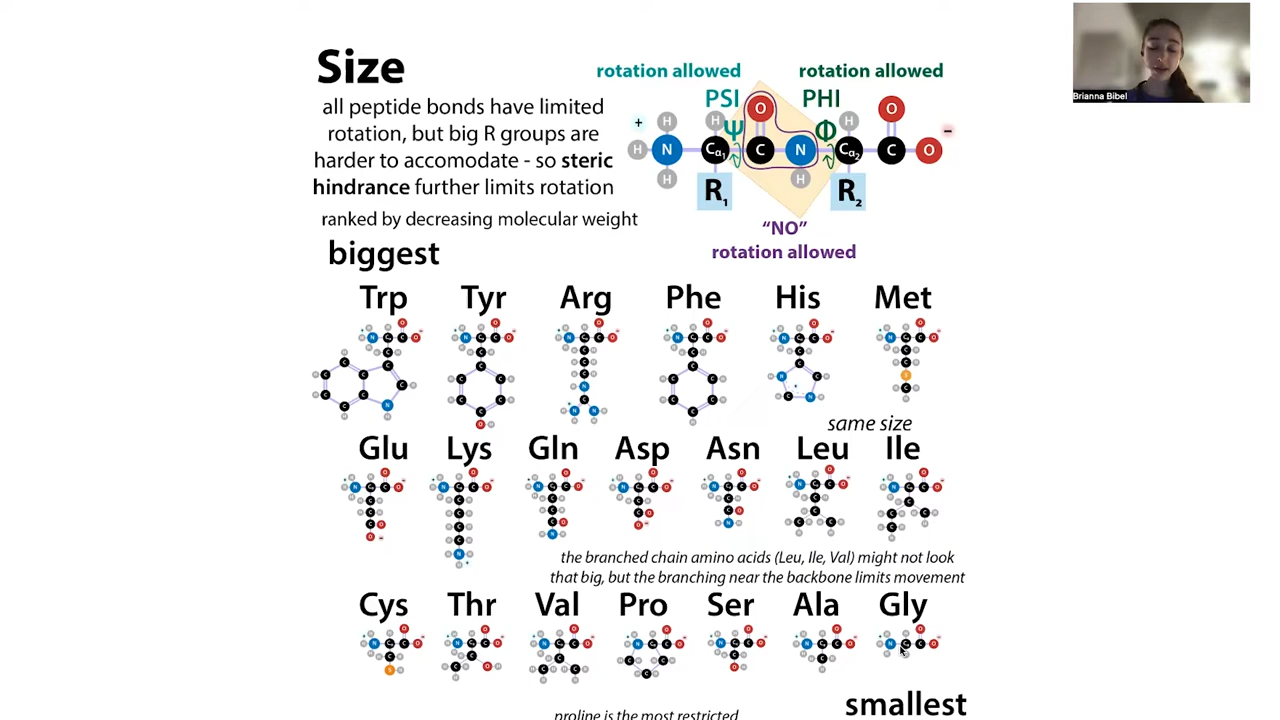 Size
all peptide bonds have limited
rotation, but big R groups are
harder to accomodate - so steric
hindrance further limits rotation
ranked by decreasing molecular weight
rotation allowed
rotation allowed
PSI
PHI
Ψ
Φ
+
H
H
H
N
H
Cα1
O
C
N
H
H
Cα2
O
C
O
-
R1
R2
"NO"
rotation allowed
Brianna Bibel
biggest
Trp Tyr Arg Phe His Met
same size
Glu Lys Gln Asp Asn Leu Ile
the branched chain amino acids (Leu, Ile, Val) might not look
that big, but the branching near the backbone limits movement
Cys Thr Val Pro Ser Ala Gly
smallest
proline is the most restricted